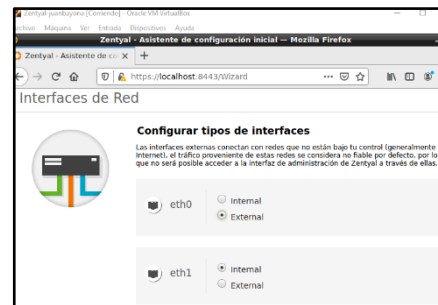 Zentyal-juanbayona [Corriendo] - Oracle VM VirtualBox
Archivo Máquina Ver Entrada Dispositivos Ayuda
Zentyal - Asistente de configuración inicial — Mozilla Firefox
Zentyal - Asistente de co
https://localhost:8443/Wizard
Interfaces de Red
Configurar tipos de interfaces
Las interfaces externas conectan con redes que no están bajo tu control (generalmente
Internet), el tráfico proveniente de estas redes se considera no fiable por defecto, por lo
que no será posible acceder a la interfaz de administración de Zentyal a través de ellas.
eth0
Internal
External
eth1
Internal
External